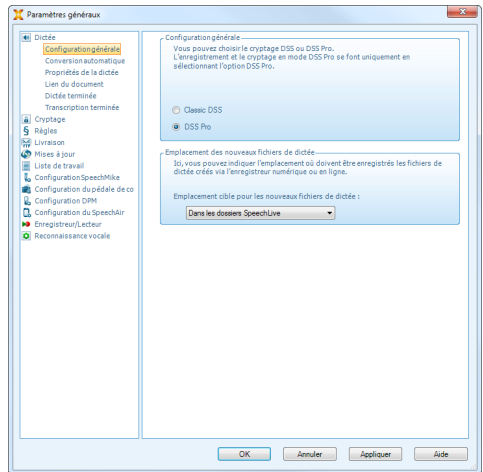 Paramètres généraux
Dictée
Configuration générale
Conversion automatique
Propriétés de la dictée
Lien du document
Dictée terminée
Transcription terminée
Cryptage
Règles
Livraison
Mises à jour
Liste de travail
Configuration SpeechMike
Configuration du pédale de co
Configuration DPM
Configuration du SpeechAir
Enregistreur/Lecteur
Reconnaissance vocale
Configuration générale
Vous pouvez choisir le cryptage DSS ou DSS Pro.
L'enregistrement et le cryptage en mode DSS Pro se font uniquement en
sélectionnant l'option DSS Pro.
Classic DSS
DSS Pro
Emplacement des nouveaux fichiers de dictée
Ici, vous pouvez indiquer l'emplacement où doivent être enregistrés les fichiers de
dictée créés via l'enregistreur numérique ou en ligne.
Emplacement cible pour les nouveaux fichiers de dictée :
Dans les dossiers SpeechLive
OK
Annuler
Appliquer
Aide